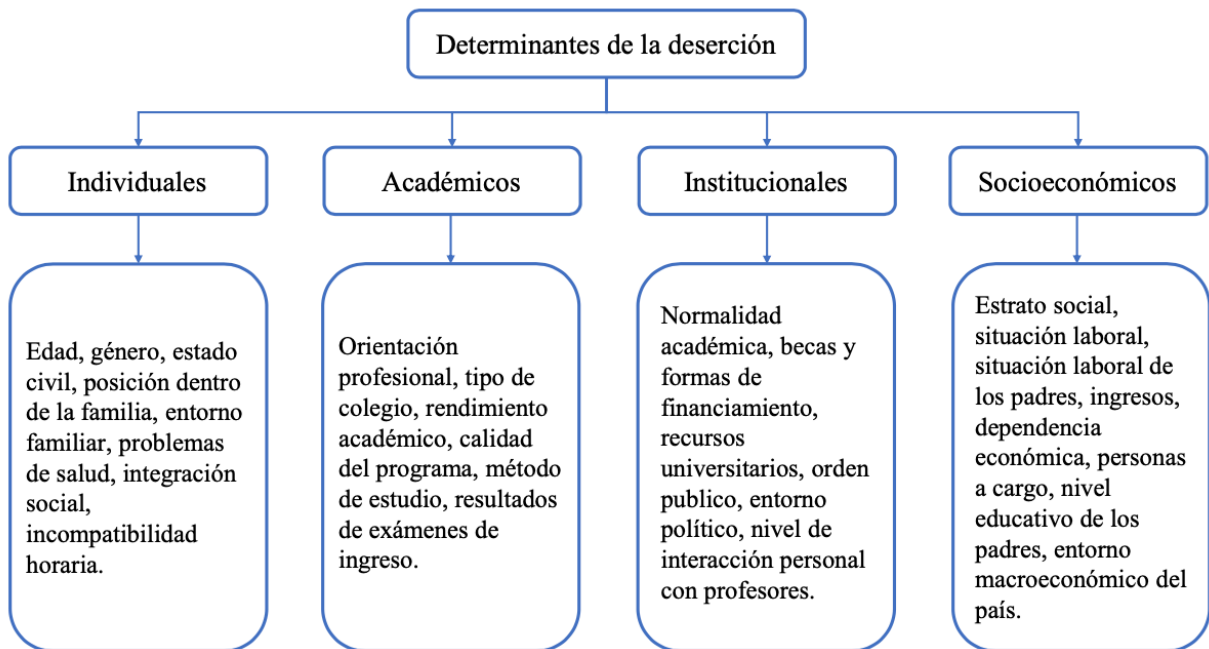 Determinantes de la deserción
Individuales
Académicos
Institucionales
Socioeconómicos
Edad, género, estado
civil, posición dentro
de la familia, entorno
familiar, problemas
de salud, integración
social,
incompatibilidad
horaria.
Orientación
profesional, tipo de
colegio, rendimiento
académico, calidad
del programa, método
de estudio, resultados
de exámenes de
ingreso.
Normalidad
académica, becas y
formas de
financiamiento,
recursos
universitarios, orden
publico, entorno
político, nivel de
interacción personal
con profesores.
Estrato social,
situación laboral,
situación laboral de
los padres, ingresos,
dependencia
económica, personas
a cargo, nivel
educativo de los
padres, entorno
macroeconómico del
país.